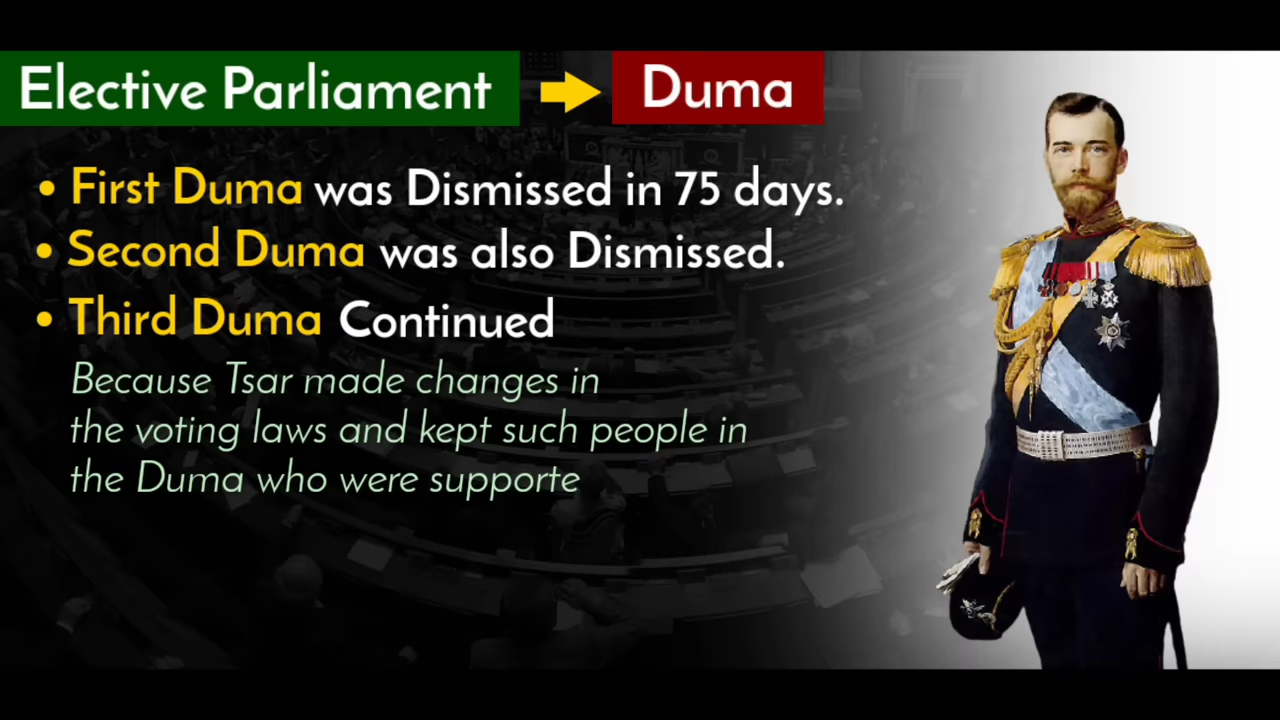 Elective Parliament Duma
• First Duma was Dismissed in 75 days.
• Second Duma was also Dismissed.
• Third Duma Continued
Because Tsar made changes in
the voting laws and kept such people in
the Duma who were supporte